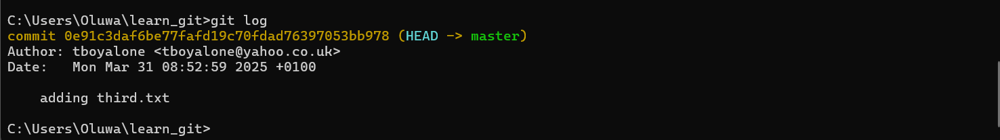 C:\Users\Oluwa\learn_git>git log
commit 0e91c3daf6be77fafd19c70fdad76397053bb978 (HEAD -> master)
Author: tboyalone <tboyalone@yahoo.co.uk>
Date:   Mon Mar 31 08:52:59 2025 +0100
    adding third.txt
C:\Users\Oluwa\learn_git>